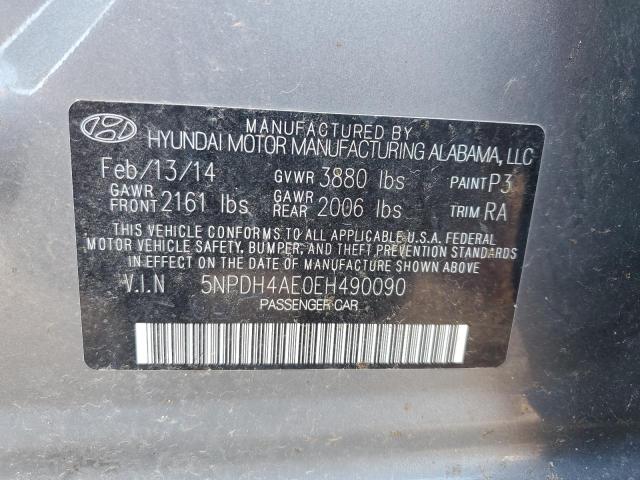 MANUFACTURED BY
HYUNDAI MOTOR MANUFACTURING ALABAMA, LLC
Feb/13/14 GVWR 3880 lbs PAINT P3
GAWR FRONT 2161 lbs GAWR REAR 2006 lbs TRIM RA
THIS VEHICLE CONFORMS TO ALL APPLICABLE U.S.A. FEDERAL
MOTOR VEHICLE SAFETY, BUMPER, AND THEFT PREVENTION STANDARDS
IN EFFECT ON THE DATE OF MANUFACTURE SHOWN ABOVE.
V.I.N 5NPDH4AE0EH490090
PASSENGER CAR